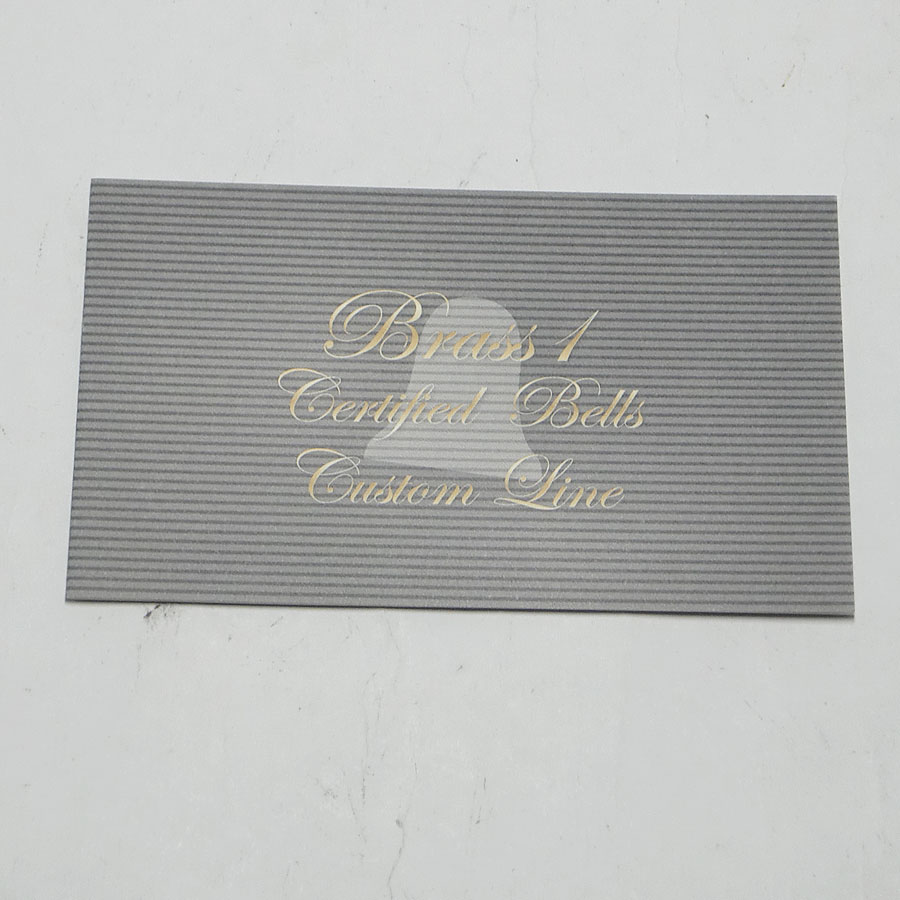 Brass 1
Certified Bells
Custom Line